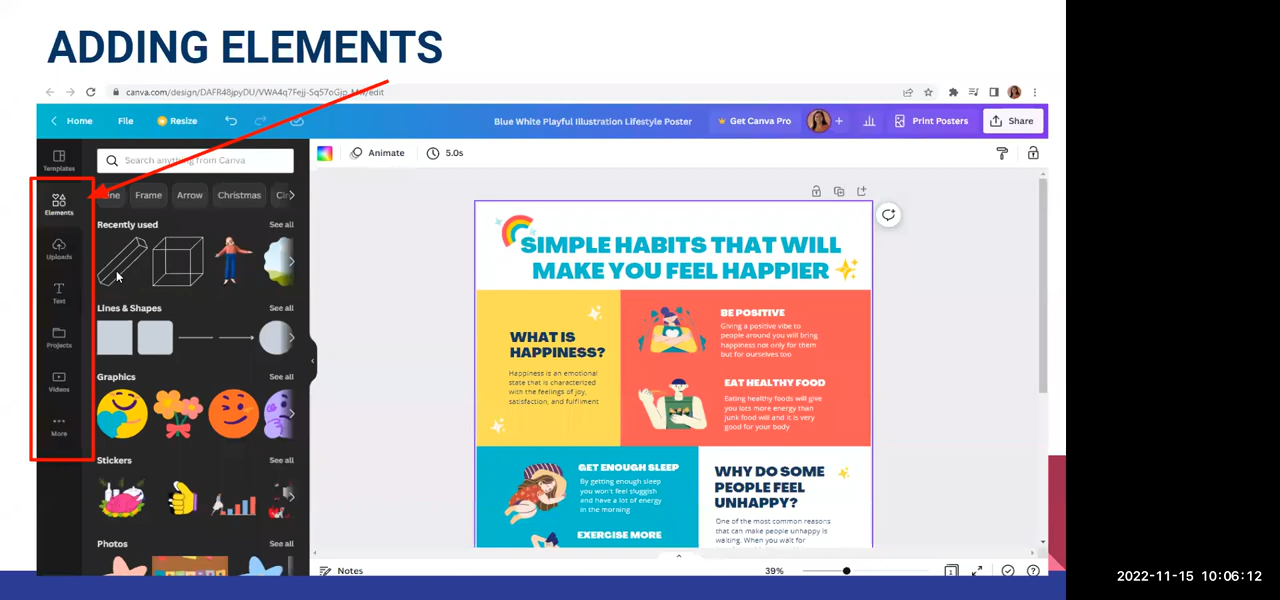 ADDING ELEMENTS
canva.com/design/DAFR48jpyDU/VWA4q7Fejj-SqS7oGjp_
/edit
Home
File
Resize
Blue White Playful Illustration Lifestyle Poster
Get Canva Pro
Print Posters
Share
Templates
Search anything from Canva
Animate
5.0s
Elements
Frame
Arrow
Christmas
Uploads
Text
Projects
Videos
More
Recently used
See all
Lines & Shapes
See all
Graphics
See all
Stickers
See all
Photos
See all
SIMPLE HABITS THAT WILL
MAKE YOU FEEL HAPPIER
WHAT IS
HAPPINESS?
Happiness is an emotional
state that is characterized
with the feelings of joy,
satisfaction, and fulfilment
BE POSITIVE
Giving a positive vibe to
people around you will bring
happiness not only for them
but for ourselves too
EAT HEALTHY FOOD
Eating healthy foods will give
you lots more energy than
junk food will and it is very
good for your body
GET ENOUGH SLEEP
By getting enough sleep
you won't feel sluggish
and have a lot of energy
in the morning
EXERCISE MORE
WHY DO SOME
PEOPLE FEEL
UNHAPPY?
One of the most common reasons
that can make people unhappy is
waiting. When you wait for
Notes
39%
1
2022-11-15 10:06:12